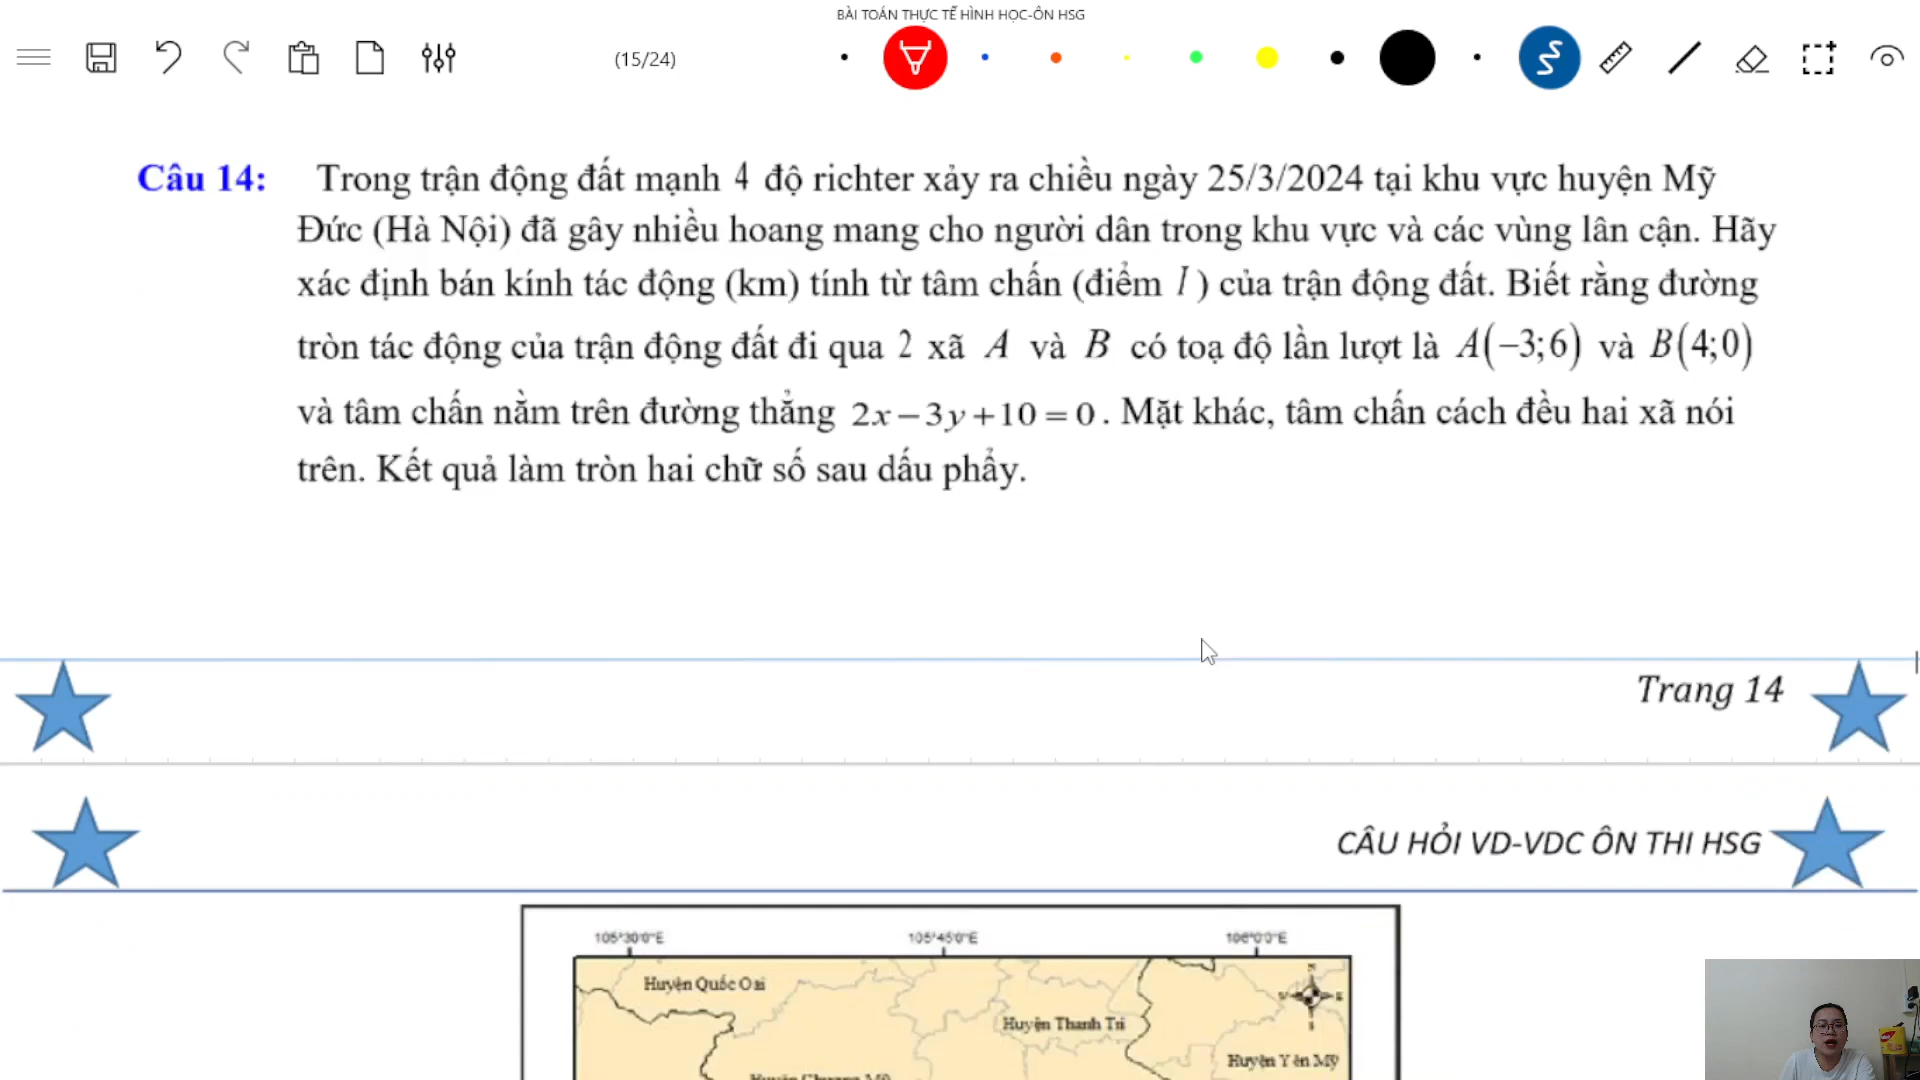 BÀI TOÁN THỰC TẾ HÌNH HỌC-ÔN HSG
(15/24)
Câu 14: Trong trận động đất mạnh 4 độ richter xảy ra chiều ngày 25/3/2024 tại khu vực huyện Mỹ
Đức (Hà Nội) đã gây nhiều hoang mang cho người dân trong khu vực và các vùng lân cận. Hãy
xác định bán kính tác động (km) tính từ tâm chấn (điểm I) của trận động đất. Biết rằng đường
tròn tác động của trận động đất đi qua 2 xã A và B có toạ độ lần lượt là A(−3;6) và B(4;0)
và tâm chấn nằm trên đường thẳng 2x−3y+10=0. Mặt khác, tâm chấn cách đều hai xã nói
trên. Kết quả làm tròn hai chữ số sau dấu phẩy.
Trang 14
CÂU HỎI VD-VDC ÔN THI HSG
105°30'0"E 105°45'0"E 106°0'0"E
Huyện Quốc Oai
Huyện Thanh Trì
Huyện Yên Mỹ
Huyện Chương Mỹ